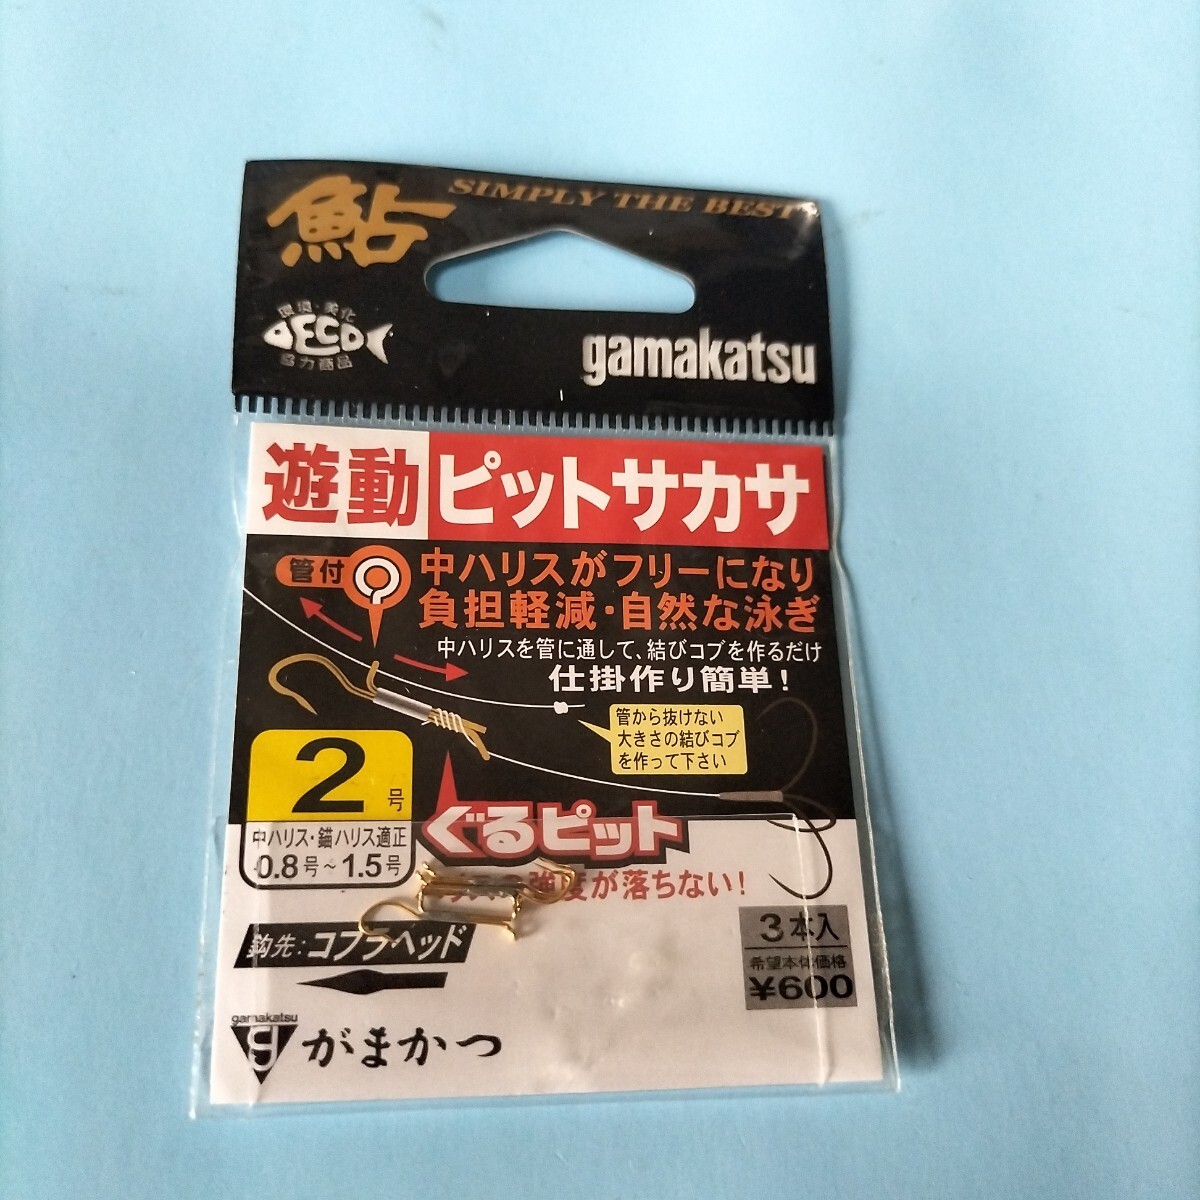 鮎
SIMPLY THE BEST
環境・美化
ECO
協力商品
gamakatsu
遊動ピットサカサ
管付
中ハリスがフリーになり
負担軽減・自然な泳ぎ
中ハリスを管に通して、結びコブを作るだけ
仕掛作り簡単!
管から抜けない
大きさの結びコブ
を作って下さい
2号
中ハリス・錨ハリス適正
0.8号~1.5号
ぐるピット
強度が落ちない!
鈎先:コブラヘッド
3本入
希望本体価格
¥600
gamakatsu
がまかつ